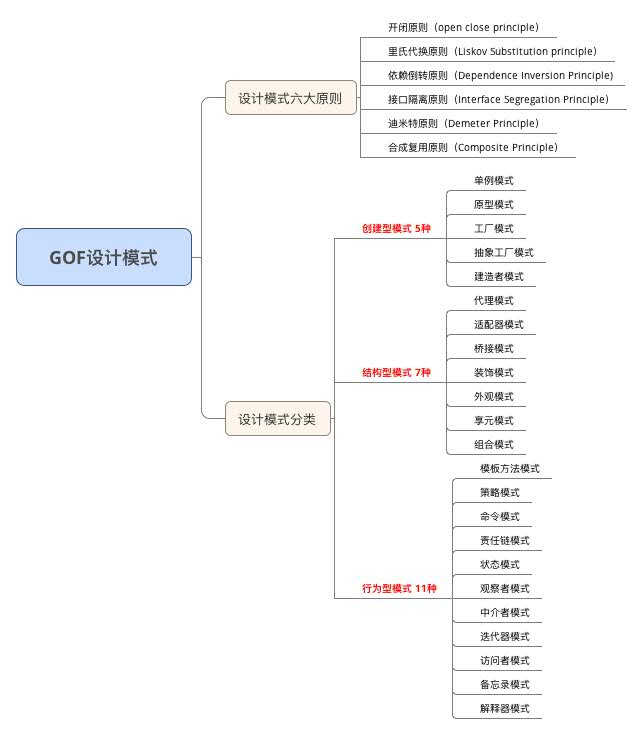 GOF设计模式
设计模式六大原则
开闭原则（open close principle）
里氏代换原则（Liskov Substitution principle）
依赖倒转原则（Dependence Inversion Principle)
接口隔离原则（Interface Segregation Principle）
迪米特原则（Demeter Principle）
合成复用原则（Composite Principle）
设计模式分类
创建型模式 5种
单例模式
原型模式
工厂模式
抽象工厂模式
建造者模式
结构型模式 7种
代理模式
适配器模式
桥接模式
装饰模式
外观模式
享元模式
组合模式
行为型模式 11种
模板方法模式
策略模式
命令模式
责任链模式
状态模式
观察者模式
中介者模式
迭代器模式
访问者模式
备忘录模式
解释器模式